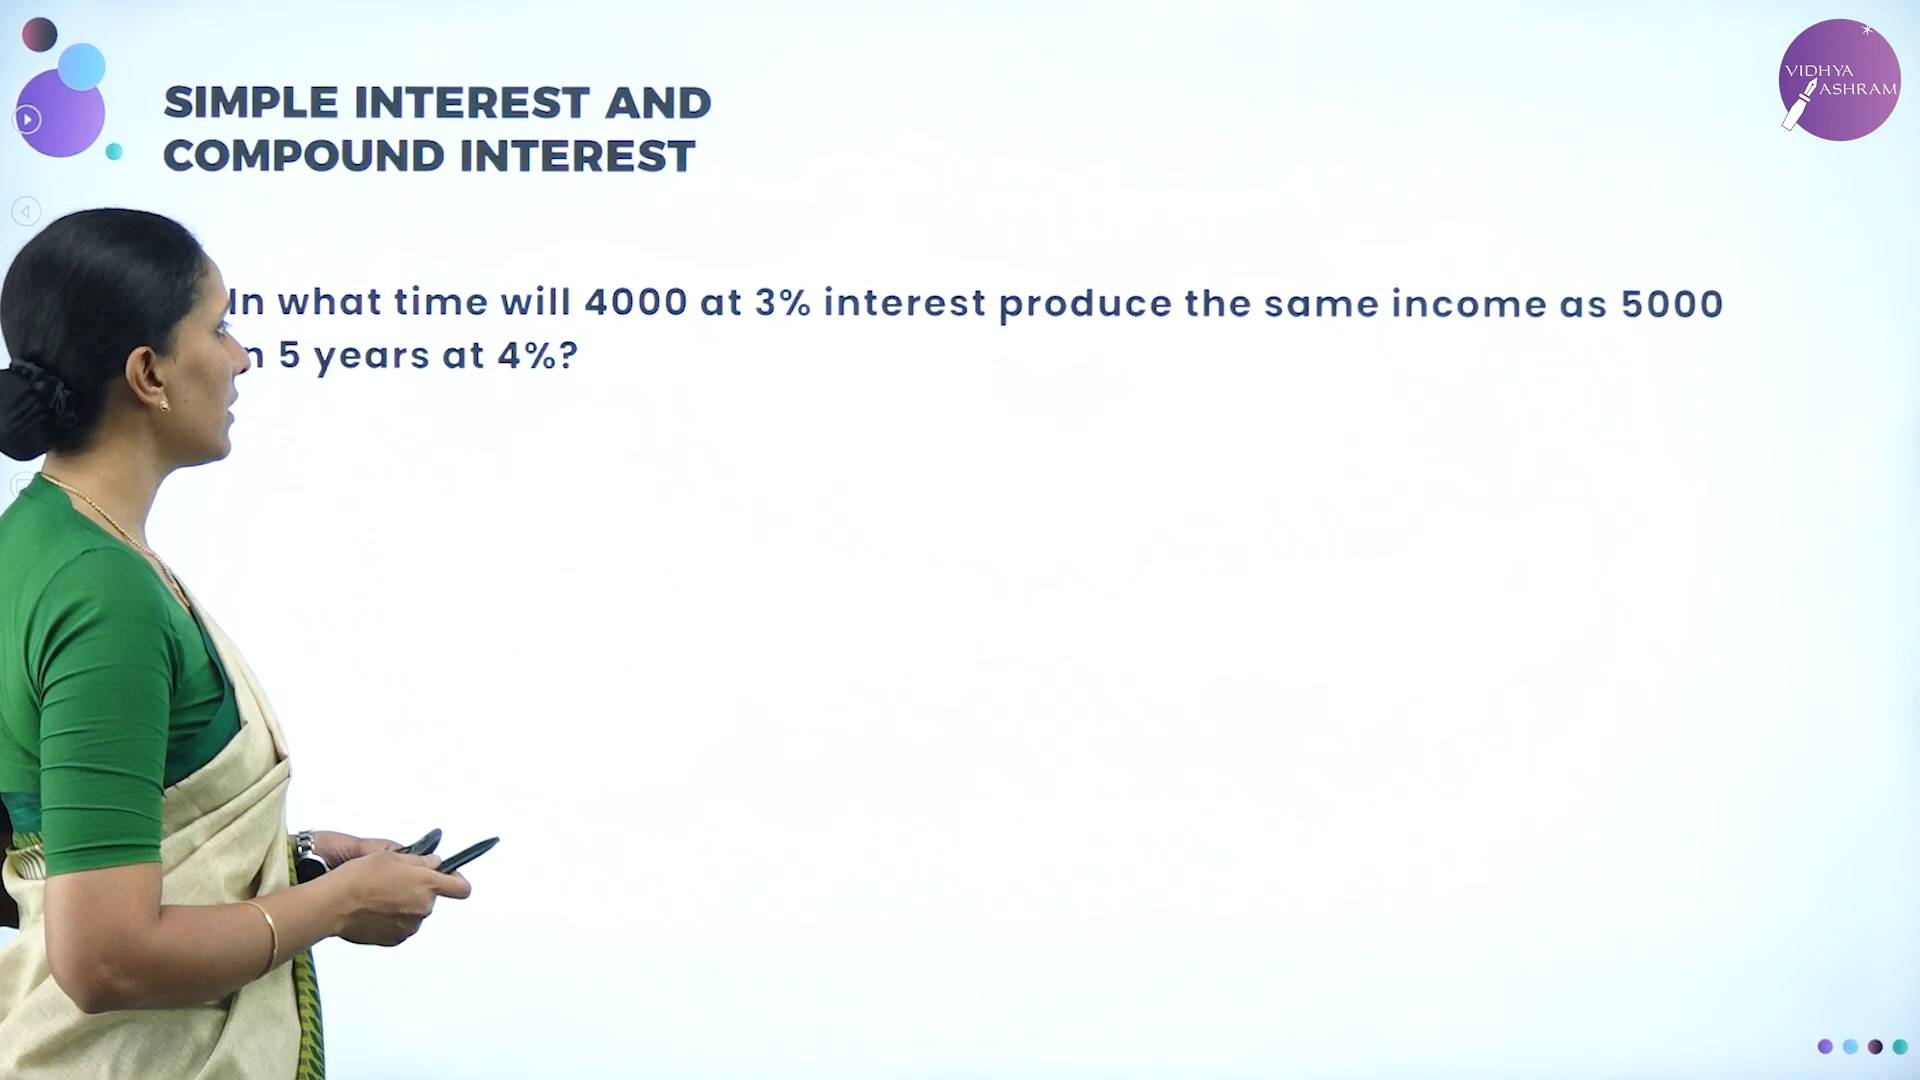 SIMPLE INTEREST AND
COMPOUND INTEREST
VIDHYA
ASHRAM
In what time will 4000 at 3% interest produce the same income as 5000
5 years at 4%?